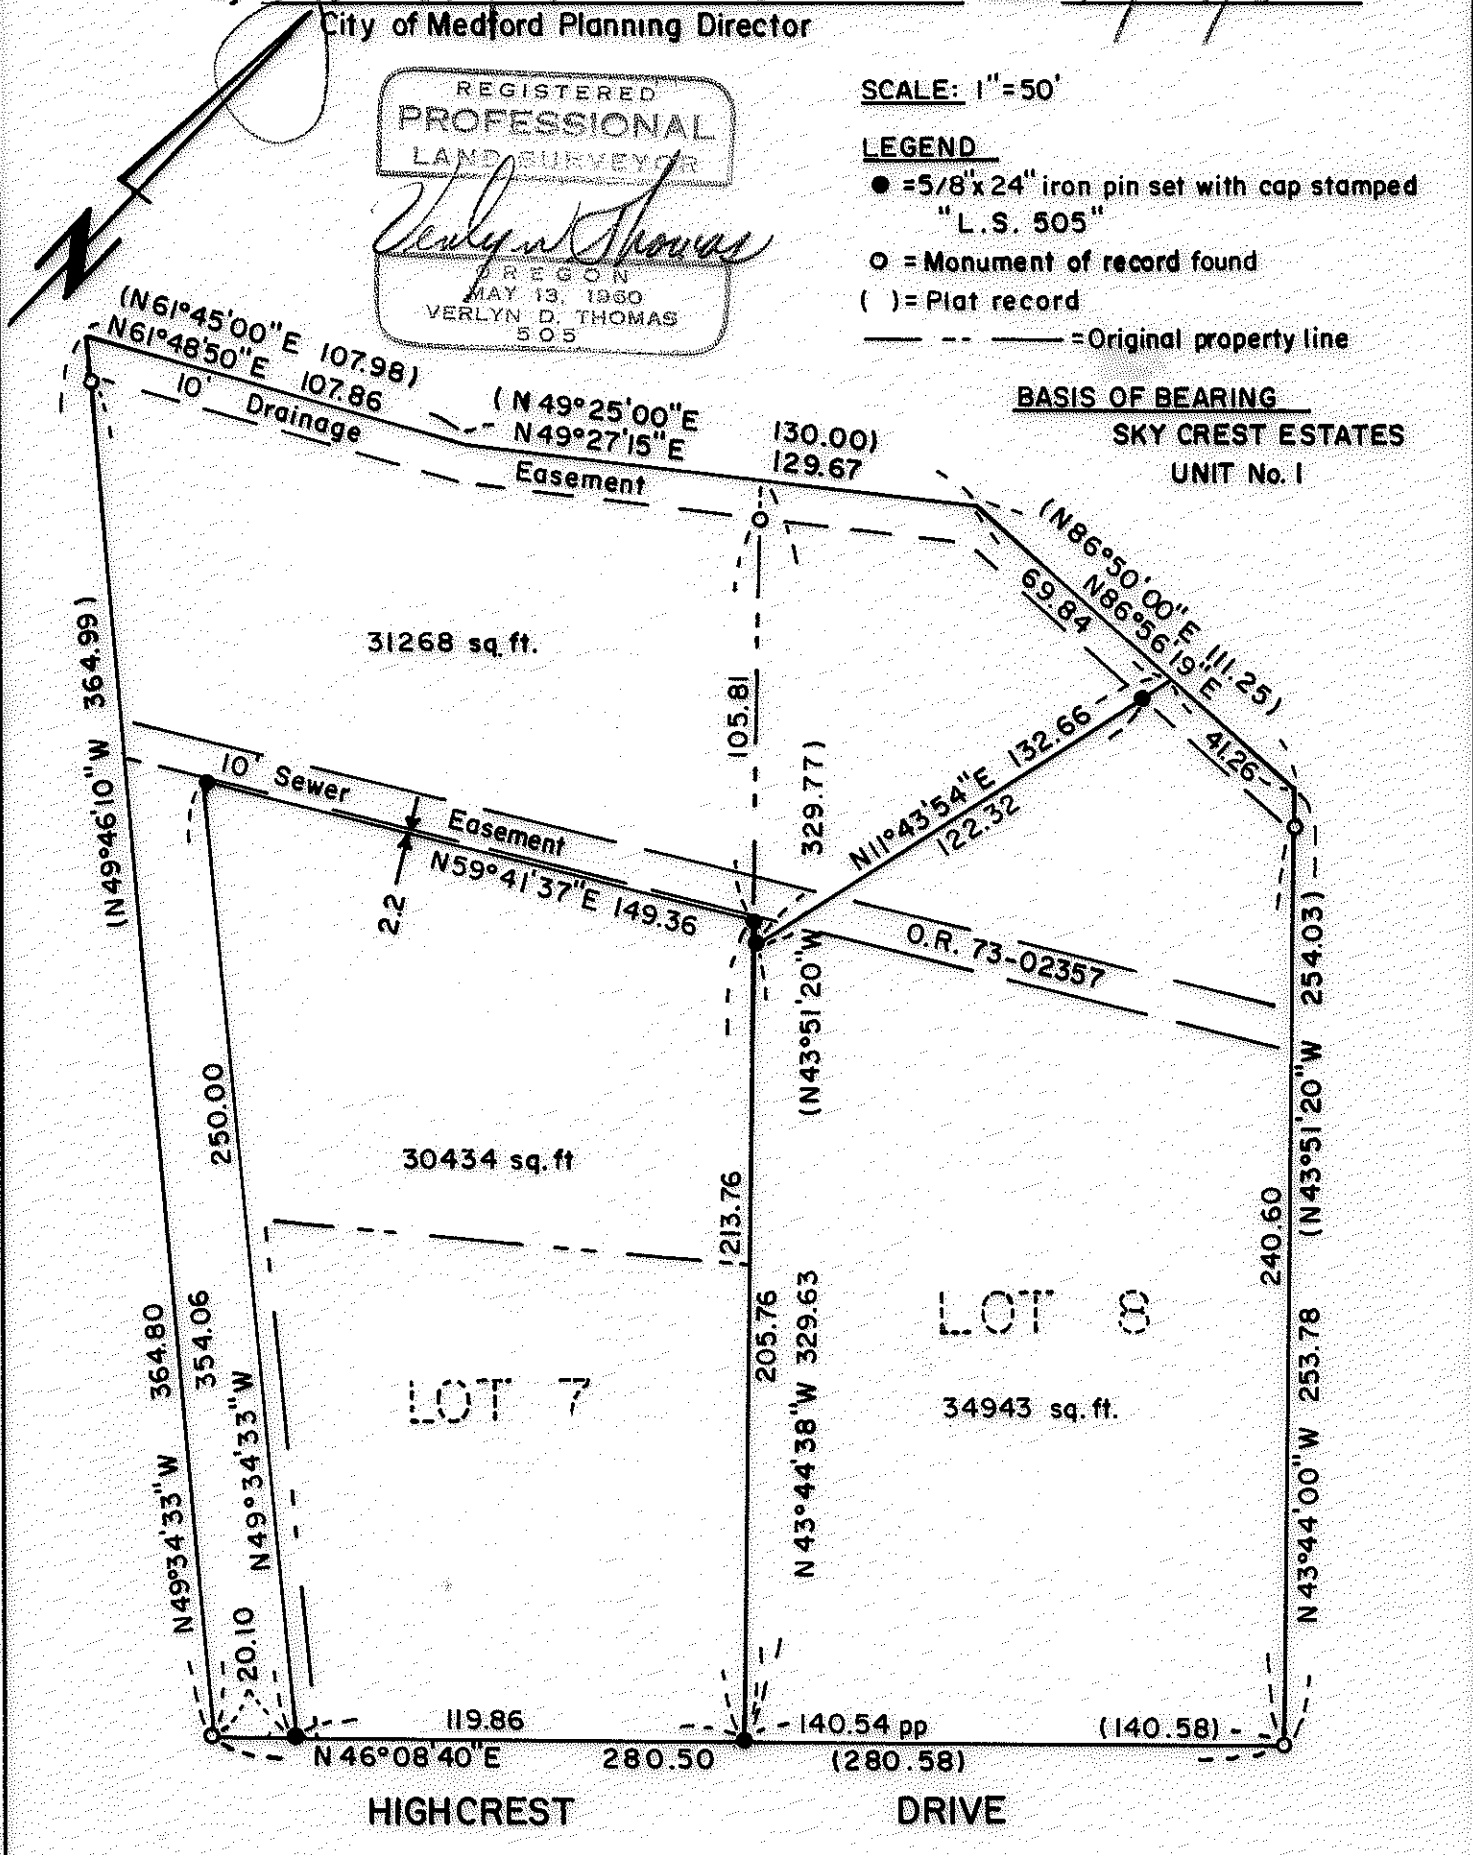 City of Medford Planning Director
REGISTERED
PROFESSIONAL
LAND SURVEYOR
Verlyn Thomas
OREGON
MAY 13, 1960
VERLYN D. THOMAS
505
SCALE: 1"=50'
LEGEND
=5/8"x 24" iron pin set with cap stamped
"L.S. 505"
= Monument of record found
( )= Plat record
=Original property line
BASIS OF BEARING
SKY CREST ESTATES
UNIT No. 1
N
(N61°45'00"E 107.98)
N61°48'50"E 107.86
10' Drainage
Easement
(N49°25'00"E
N49°27'15"E
130.00)
129.67
(N86°50'00"E 111.25)
N86°56'19"E
69.84
41.26
31268 sq. ft.
105.81
(N49°46'10"W 364.99)
10' Sewer
Easement
2.2
N59°41'37"E 149.36
N11°43'54"E 132.66
122.32
(N43°51'20"W
329.77)
O.R. 73-02357
(N43°51'20"W 254.03)
250.00
30434 sq. ft
213.76
205.76
240.60
LOT 7
LOT 8
34943 sq. ft.
N49°34'33"W
364.80
354.06
N49°34'33"W
N43°44'38"W 329.63
N43°44'00"W 253.78
20.10
119.86
140.54 pp
(140.58)
N46°08'40"E
280.50
(280.58)
HIGHCREST DRIVE